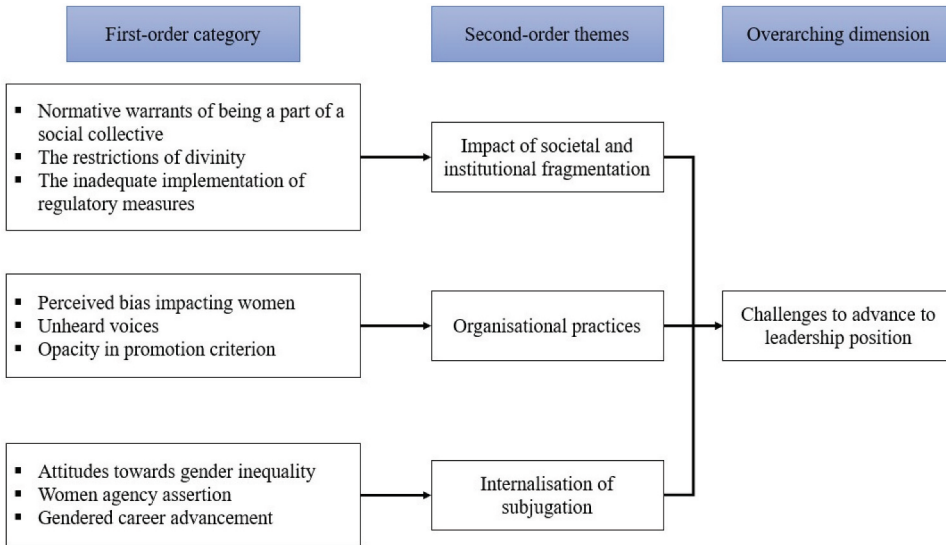 First-order category
Second-order themes
Overarching dimension
▪ Normative warrants of being a part of a
social collective
▪ The restrictions of divinity
▪ The inadequate implementation of
regulatory measures
Impact of societal and
institutional fragmentation
▪ Perceived bias impacting women
▪ Unheard voices
▪ Opacity in promotion criterion
Organisational practices
Challenges to advance to
leadership position
▪ Attitudes towards gender inequality
▪ Women agency assertion
▪ Gendered career advancement
Internalisation of
subjugation